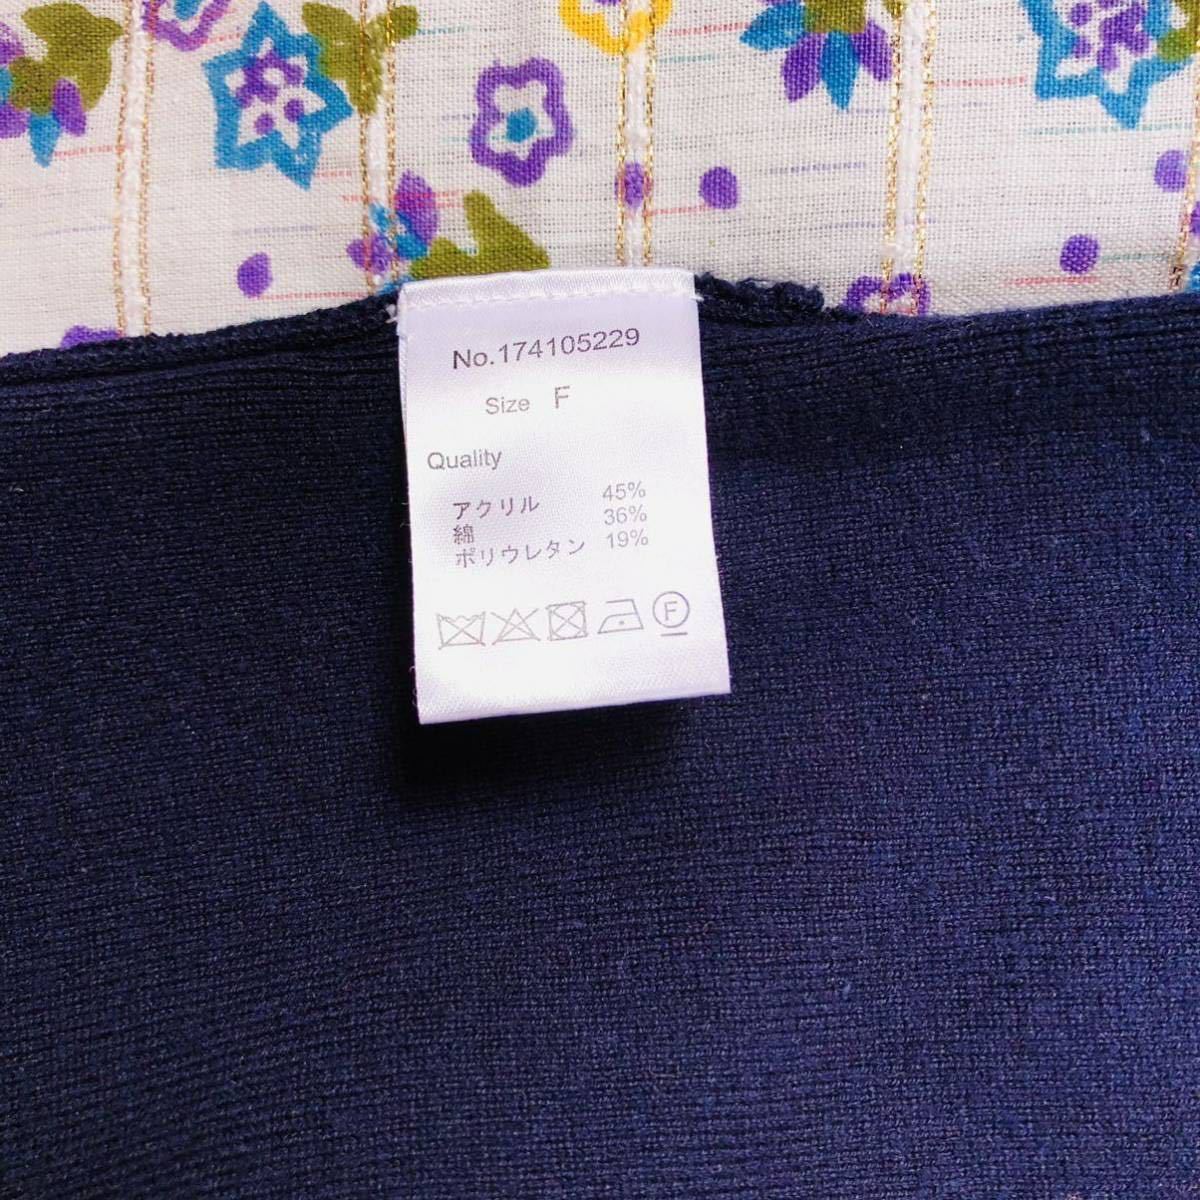 No.174105229
Size F
Quality
アクリル 45%
綿 36%
ポリウレタン 19%
F